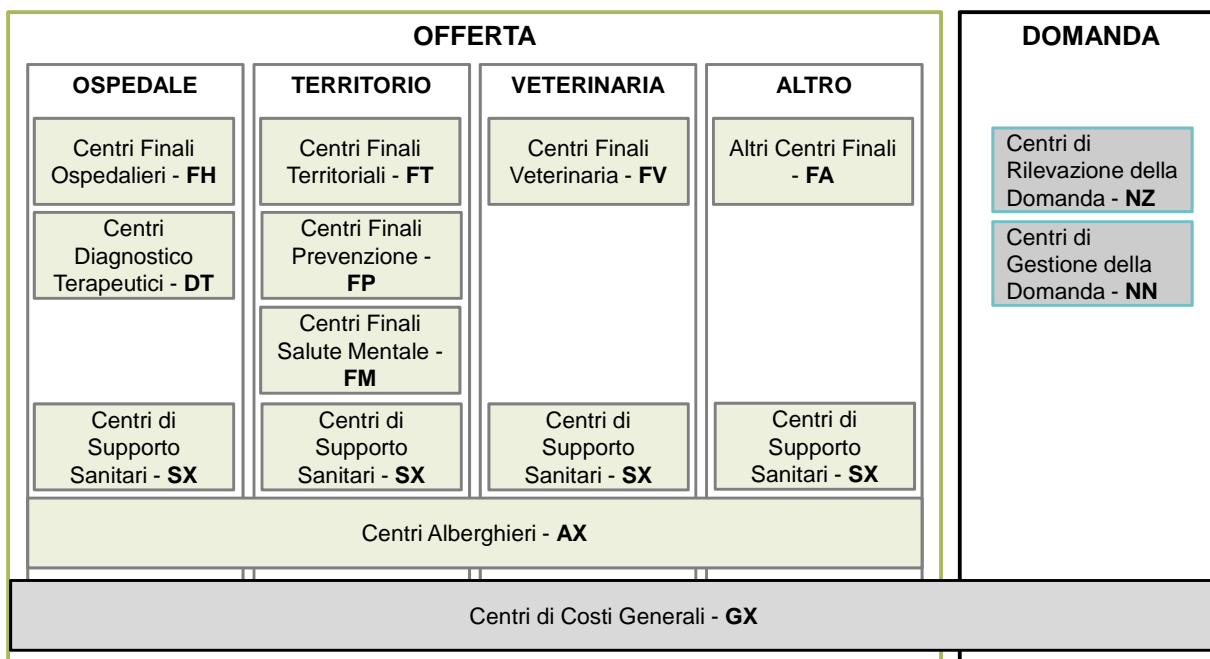 OFFERTA
DOMANDA
OSPEDALE
TERRITORIO
VETERINARIA
ALTRO
Centri Finali
Ospedalieri - FH
Centri Finali
Territoriali - FT
Centri Finali
Veterinaria - FV
Altri Centri Finali
- FA
Centri di
Rilevazione della
Domanda - NZ
Centri
Diagnostico
Terapeutici - DT
Centri Finali
Prevenzione -
FP
Centri di
Gestione della
Domanda - NN
Centri Finali
Salute Mentale -
FM
Centri di
Supporto
Sanitari - SX
Centri di
Supporto
Sanitari - SX
Centri di
Supporto
Sanitari - SX
Centri di
Supporto
Sanitari - SX
Centri Alberghieri - AX
Centri di Costi Generali - GX